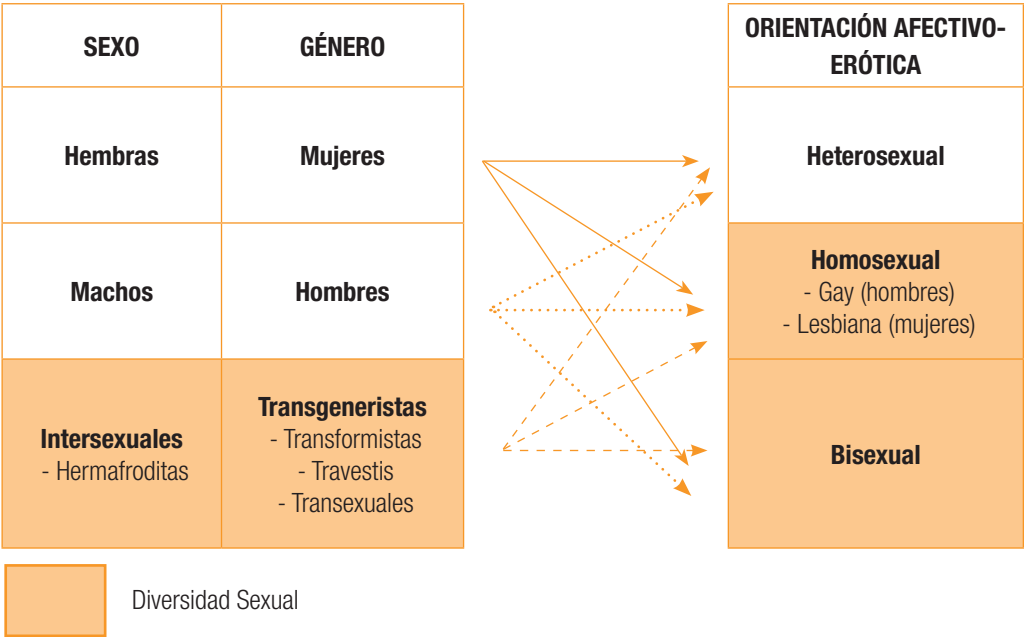 SEXO
GÉNERO
ORIENTACIÓN AFECTIVO-
ERÓTICA
Hembras
Mujeres
Heterosexual
Machos
Hombres
Homosexual
- Gay (hombres)
- Lesbiana (mujeres)
Intersexuales
- Hermafroditas
Transgeneristas
- Transformistas
- Travestis
- Transexuales
Bisexual
Diversidad Sexual